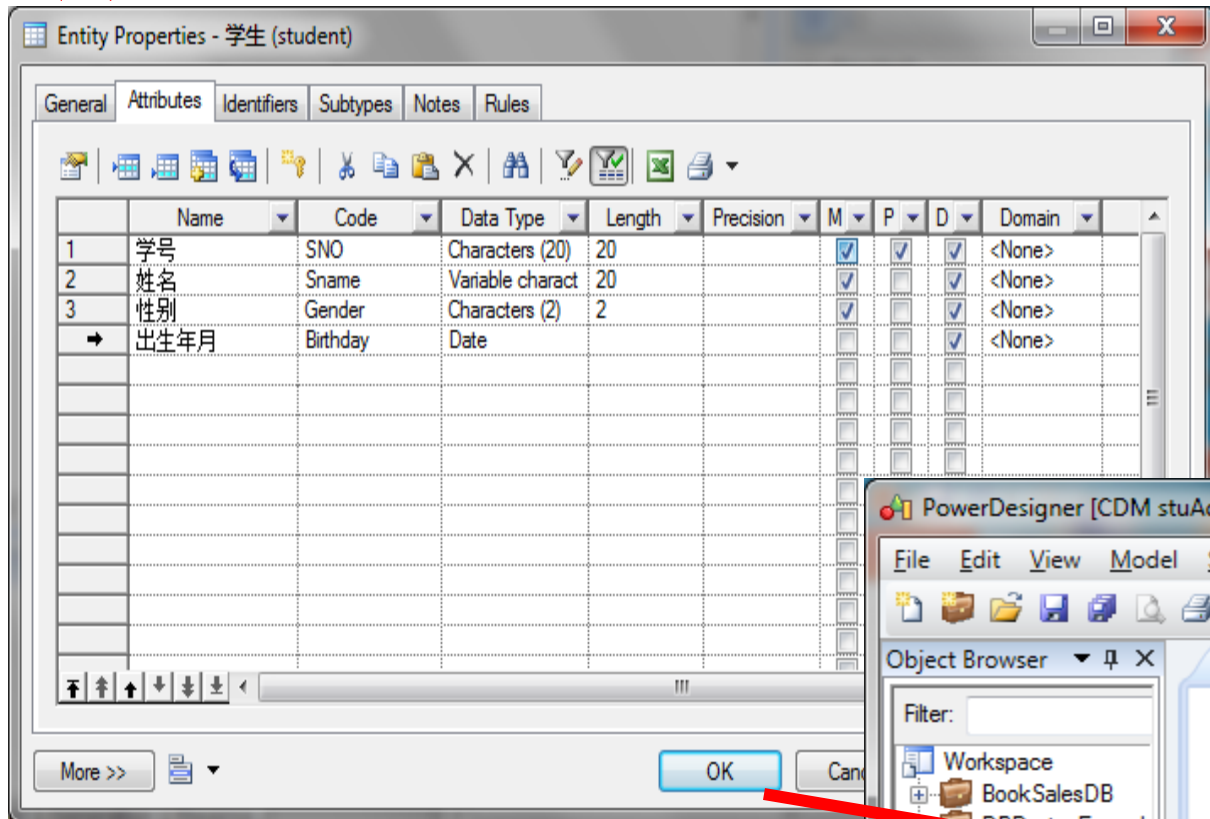 Entity Properties - 学生 (student)
General Attributes Identifiers Subtypes Notes Rules
Name Code Data Type Length Precision M P D Domain
1 学号 SNO Characters (20) 20 <None>
2 姓名 Sname Variable charact 20 <None>
3 性别 Gender Characters (2) 2 <None>
出生年月 Birthday Date <None>
More >> OK
PowerDesigner [CDM stuA
File Edit View Model
Object Browser
Filter:
Workspace
BookSalesDB